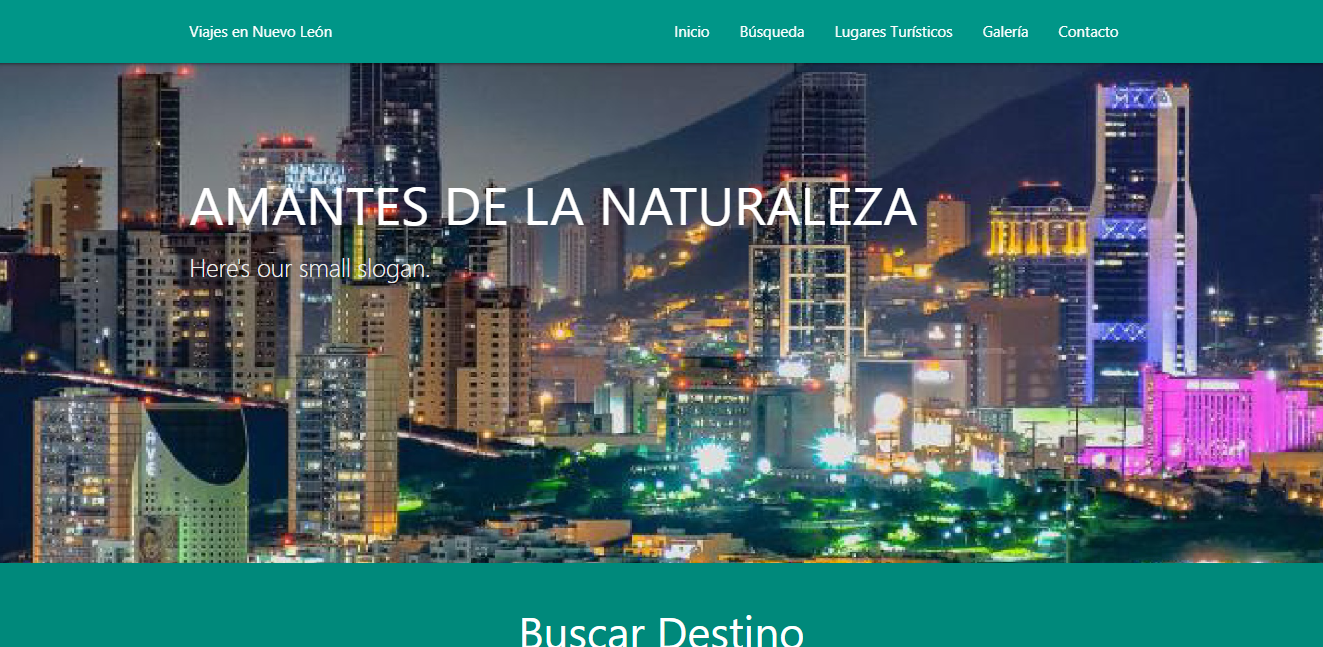 Viajes en Nuevo León
Inicio Búsqueda Lugares Turísticos Galería Contacto
AMANTES DE LA NATURALEZA
Here's our small slogan.
AVE
Buscar Destino